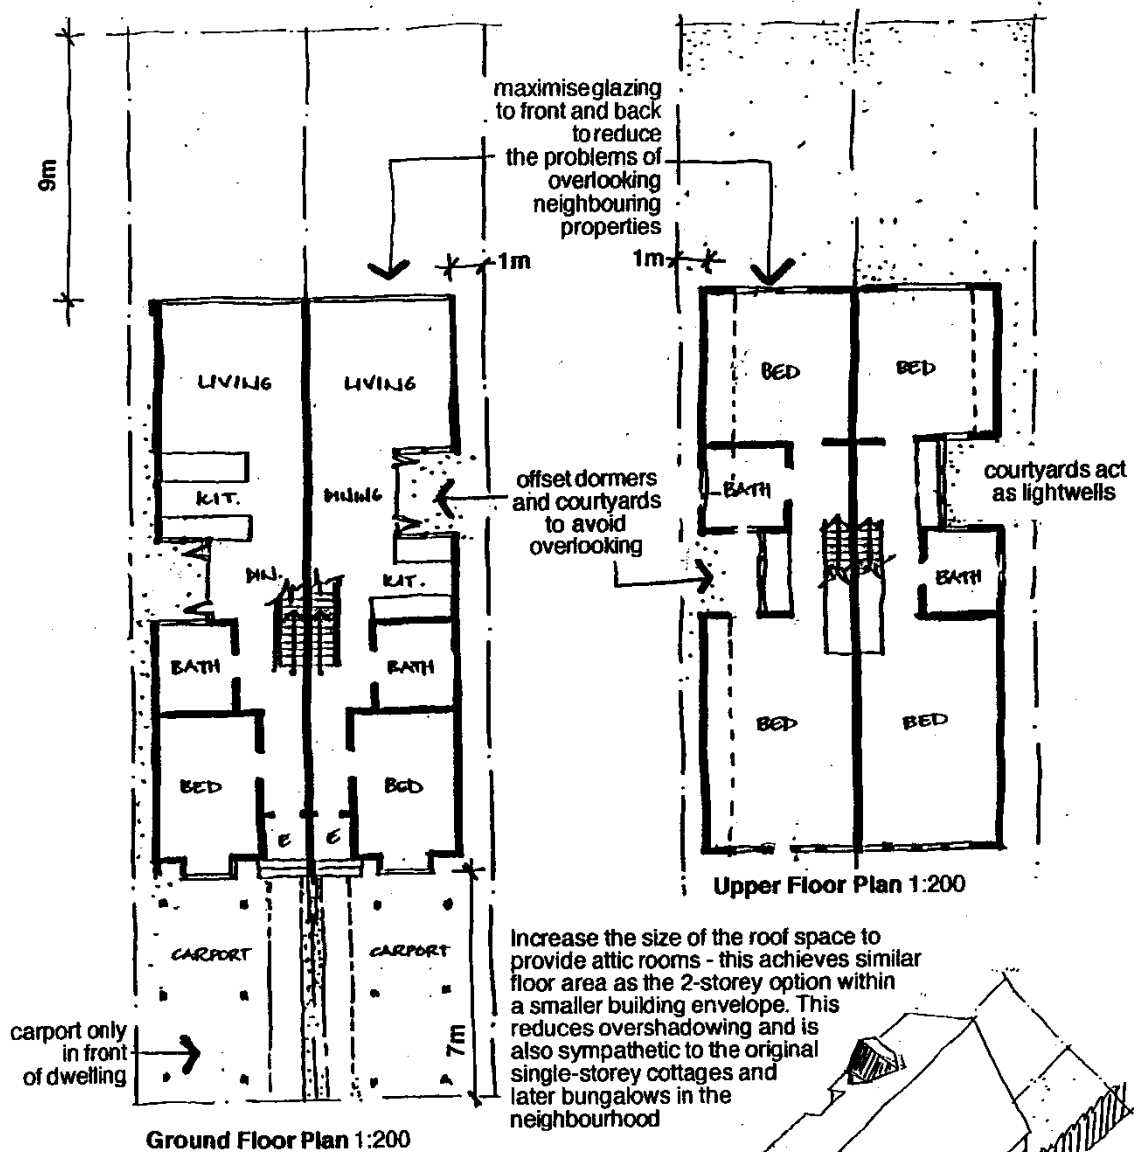 maximise glazing
to front and back
to reduce
the problems of
overlooking
neighbouring
properties
9m
1m
1m
LIVING
LIVING
BED
BED
KIT.
DINING
offset dormers
and courtyards
to avoid
overlooking
BATH
courtyards act
as lightwells
DIN.
KIT.
BATH
BATH
BATH
BED
BED
BED
BED
E
E
Upper Floor Plan 1:200
CARPORT
CARPORT
7m
carport only
in front
of dwelling
Increase the size of the roof space to
provide attic rooms - this achieves similar
floor area as the 2-storey option within
a smaller building envelope. This
reduces overshadowing and is
also sympathetic to the original
single-storey cottages and
later bungalows in the
neighbourhood
Ground Floor Plan 1:200